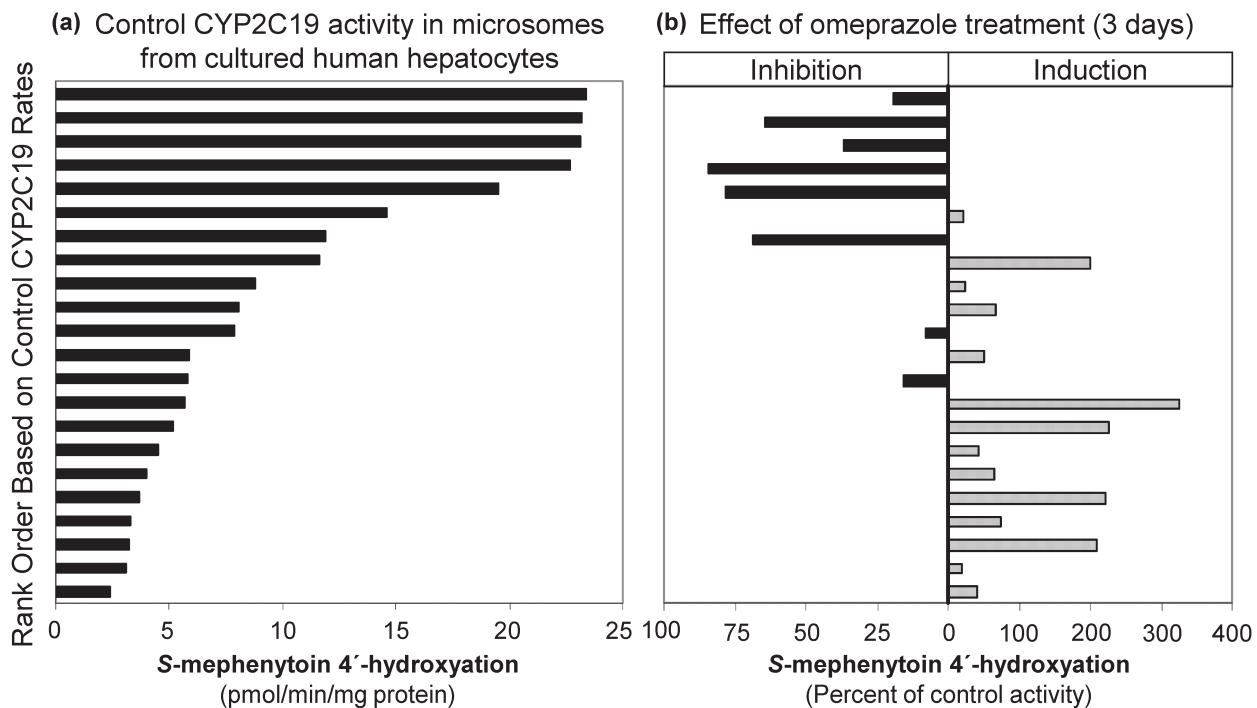 (a) Control CYP2C19 activity in microsomes
from cultured human hepatocytes
Rank Order Based on Control CYP2C19 Rates
0 5 10 15 20 25
S-mephenytoin 4´-hydroxyation
(pmol/min/mg protein)
(b) Effect of omeprazole treatment (3 days)
Inhibition Induction
100 75 50 25 0 100 200 300 400
S-mephenytoin 4´-hydroxyation
(Percent of control activity)